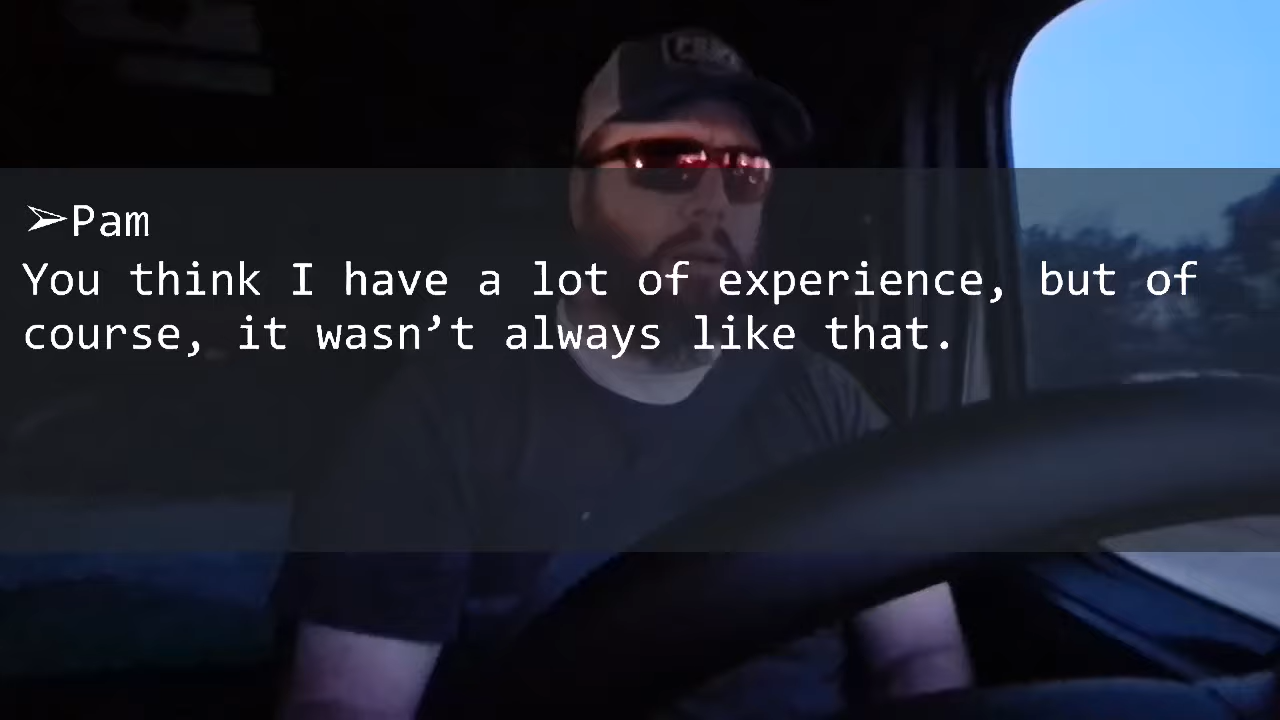 ➢Pam
You think I have a lot of experience, but of
course, it wasn’t always like that.